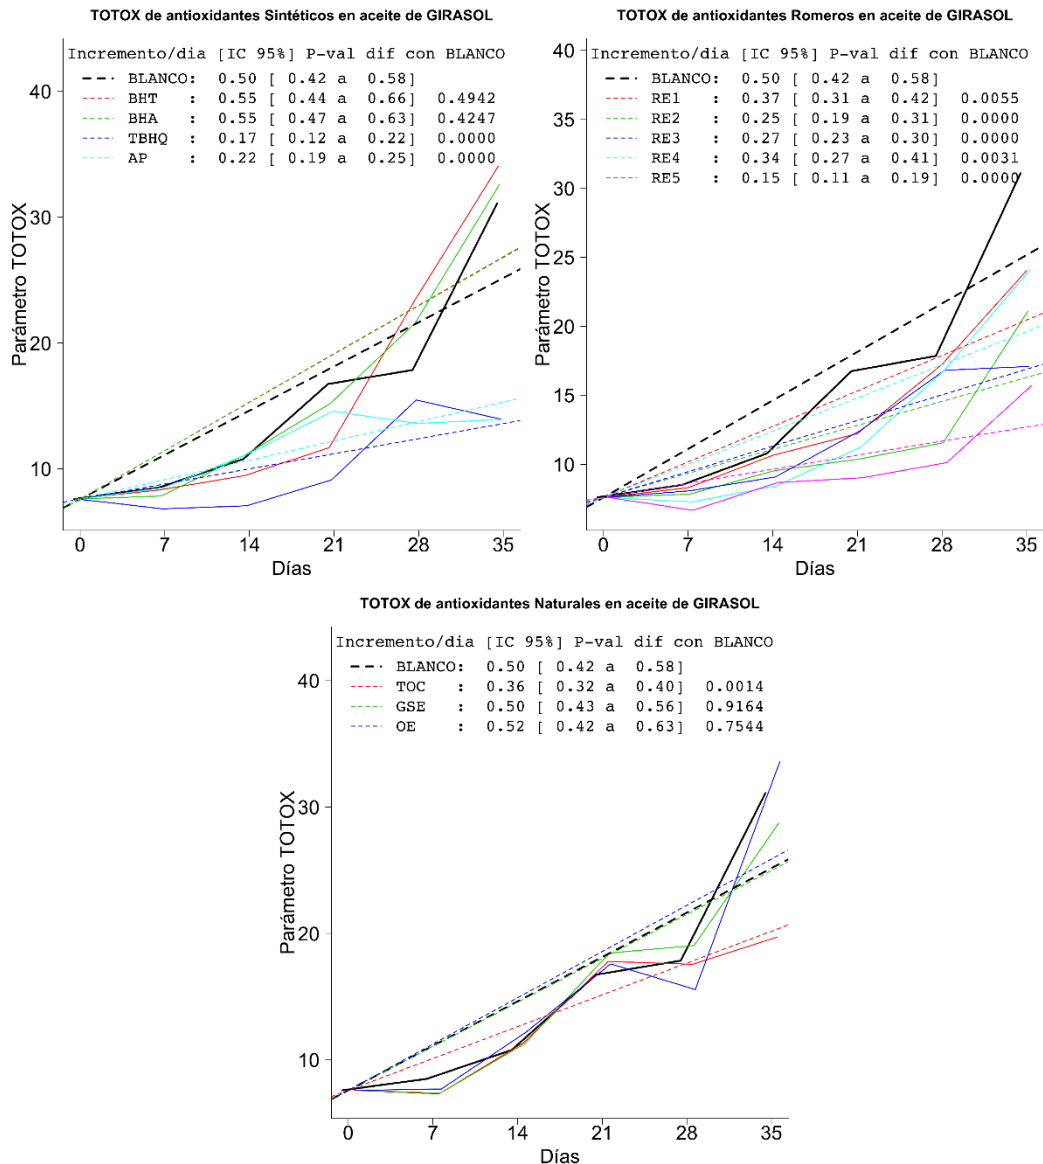 TOTOX de antioxidantes Sintéticos en aceite de GIRASOL
Incremento/dia [IC 95%] P-val dif con BLANCO
BLANCO: 0.50 [ 0.42 a 0.58]
BHT : 0.55 [ 0.44 a 0.66] 0.4942
BHA : 0.55 [ 0.47 a 0.63] 0.4247
TBHQ : 0.17 [ 0.12 a 0.22] 0.0000
AP : 0.22 [ 0.19 a 0.25] 0.0000
40
30
20
10
Parámetro TOTOX
0 7 14 21 28 35
Días
TOTOX de antioxidantes Romeros en aceite de GIRASOL
Incremento/dia [IC 95%] P-val dif con BLANCO
BLANCO: 0.50 [ 0.42 a 0.58]
RE1 : 0.37 [ 0.31 a 0.42] 0.0055
RE2 : 0.25 [ 0.19 a 0.31] 0.0000
RE3 : 0.27 [ 0.23 a 0.30] 0.0000
RE4 : 0.34 [ 0.27 a 0.41] 0.0031
RE5 : 0.15 [ 0.11 a 0.19] 0.0000
40
35
30
25
20
15
10
Parámetro TOTOX
0 7 14 21 28 35
Días
TOTOX de antioxidantes Naturales en aceite de GIRASOL
Incremento/dia [IC 95%] P-val dif con BLANCO
BLANCO: 0.50 [ 0.42 a 0.58]
TOC : 0.36 [ 0.32 a 0.40] 0.0014
GSE : 0.50 [ 0.43 a 0.56] 0.9164
OE : 0.52 [ 0.42 a 0.63] 0.7544
40
30
20
10
Parámetro TOTOX
0 7 14 21 28 35
Días